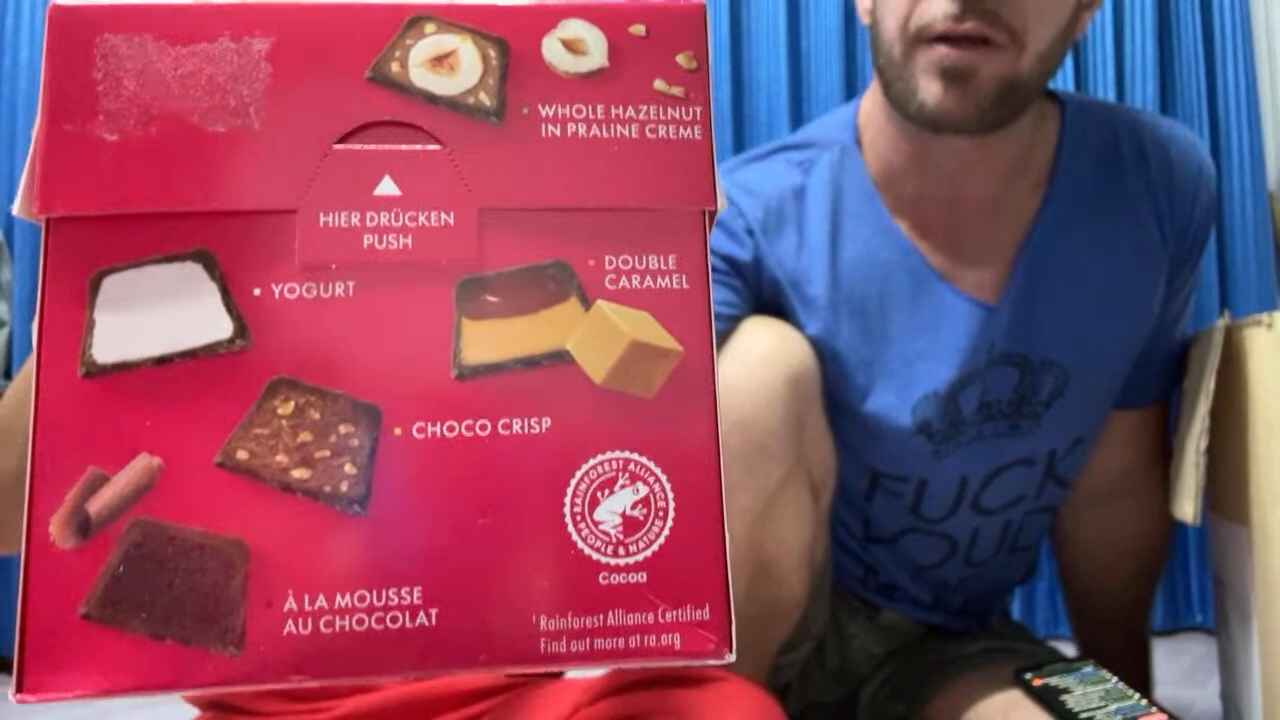 WHOLE HAZELNUT
IN PRALINE CREME
HIER DRÜCKEN
PUSH
YOGURT
DOUBLE
CARAMEL
CHOCO CRISP
RAINFOREST ALLIANCE
PEOPLE & NATURE
Cocoa
À LA MOUSSE
AU CHOCOLAT
Rainforest Alliance Certified
Find out more at ra.org
FUCK
LOUD